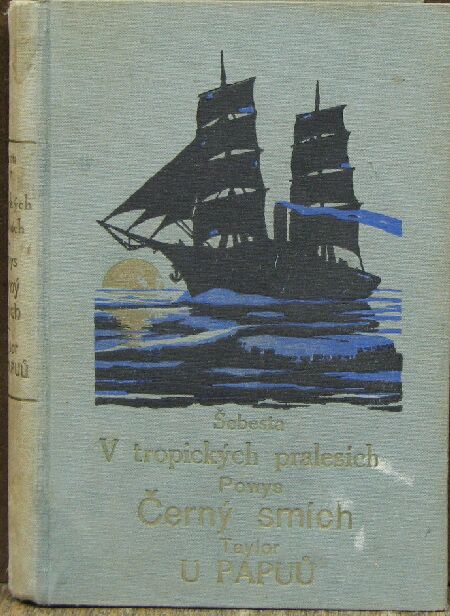 Šebesta
V tropických pralesích
Powys
Černý smích
Taylor
U PAPUŮ